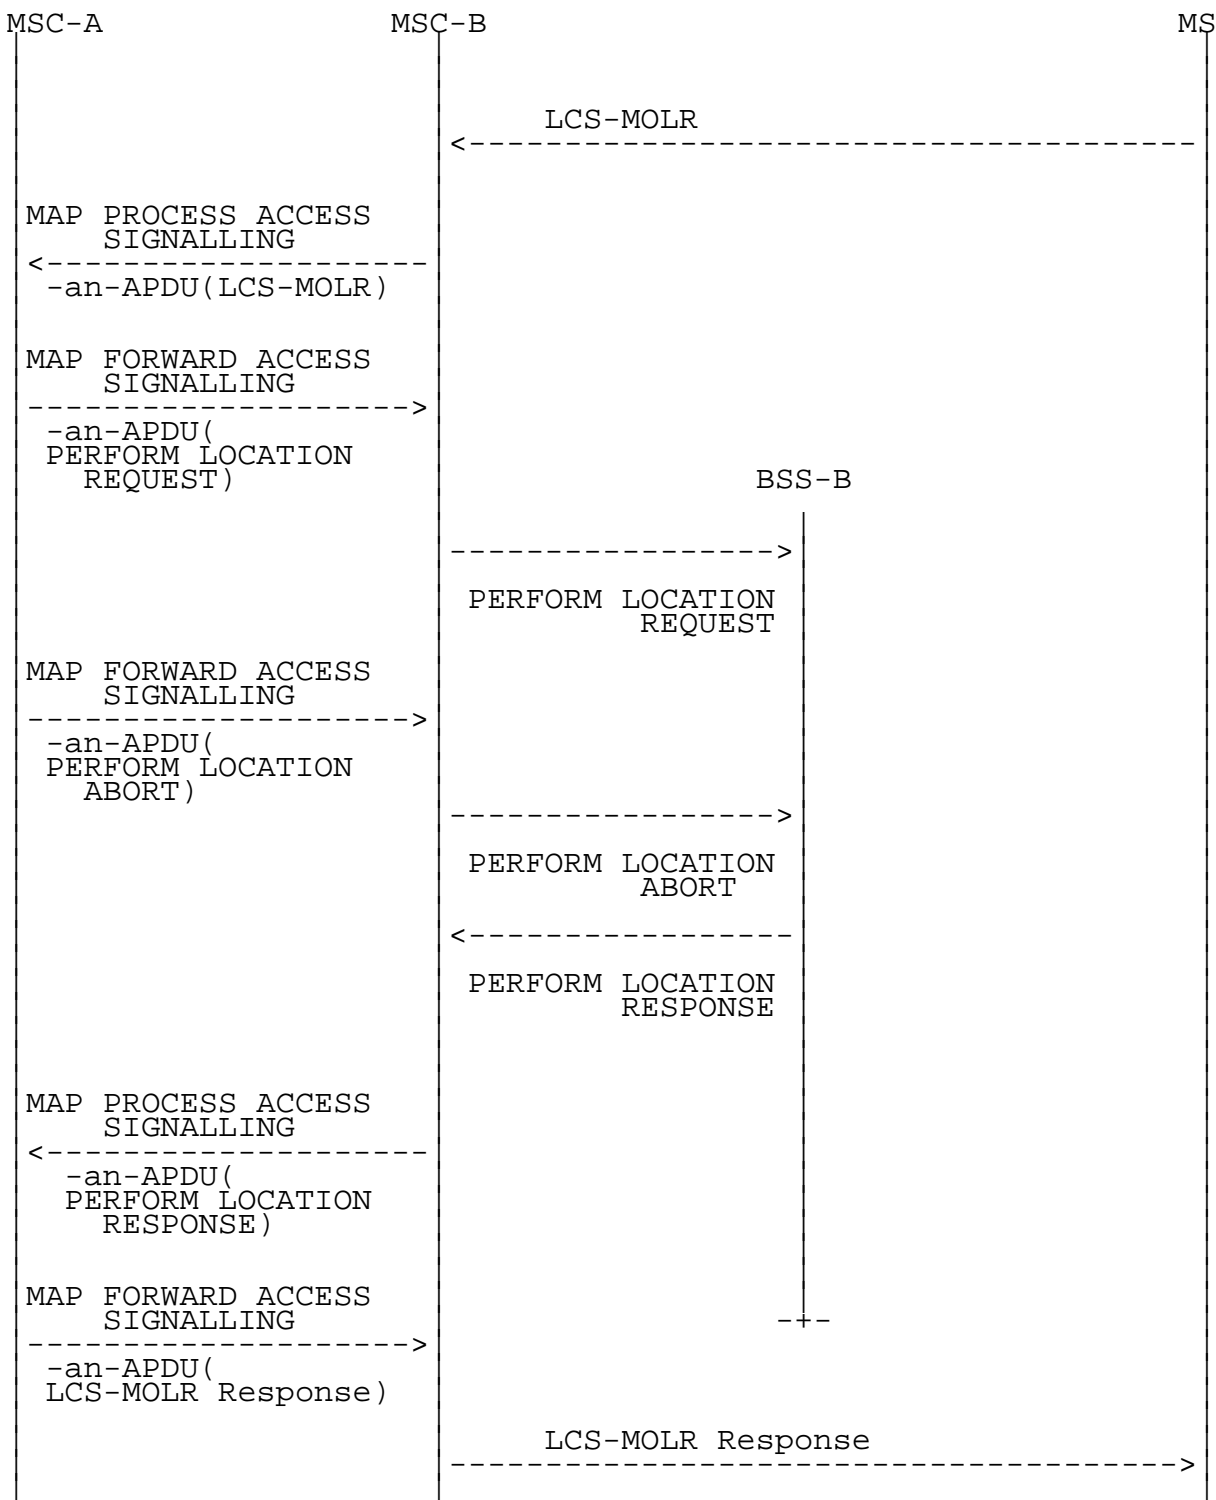 MSC-A MSC-B MS
LCS-MOLR
<--------------------------------------
MAP PROCESS ACCESS
SIGNALLING
<--------------------
-an-APDU(LCS-MOLR)
MAP FORWARD ACCESS
SIGNALLING
-------------------->
-an-APDU(
PERFORM LOCATION
REQUEST)
BSS-B
----------------->
PERFORM LOCATION
REQUEST
MAP FORWARD ACCESS
SIGNALLING
-------------------->
-an-APDU(
PERFORM LOCATION
ABORT)
----------------->
PERFORM LOCATION
ABORT
<-----------------
PERFORM LOCATION
RESPONSE
MAP PROCESS ACCESS
SIGNALLING
<--------------------
-an-APDU(
PERFORM LOCATION
RESPONSE)
MAP FORWARD ACCESS
SIGNALLING
-+-
-------------------->
-an-APDU(
LCS-MOLR Response)
LCS-MOLR Response
-------------------------------------->